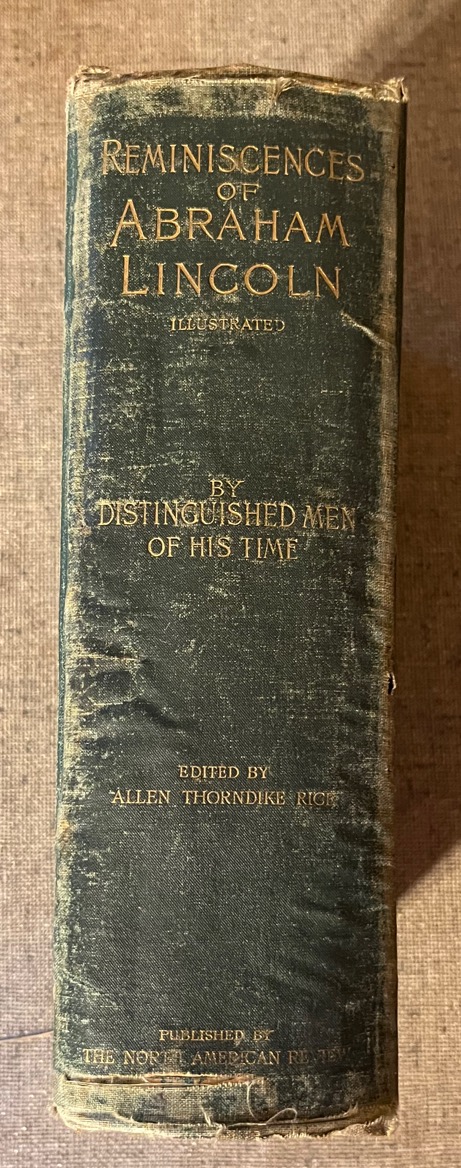 REMINISCENCES
OF
ABRAHAM
LINCOLN
ILLUSTRATED
BY
DISTINGUISHED MEN
OF HIS TIME
EDITED BY
ALLEN THORNDIKE RICE
PUBLISHED BY
THE NORTH AMERICAN REVIEW